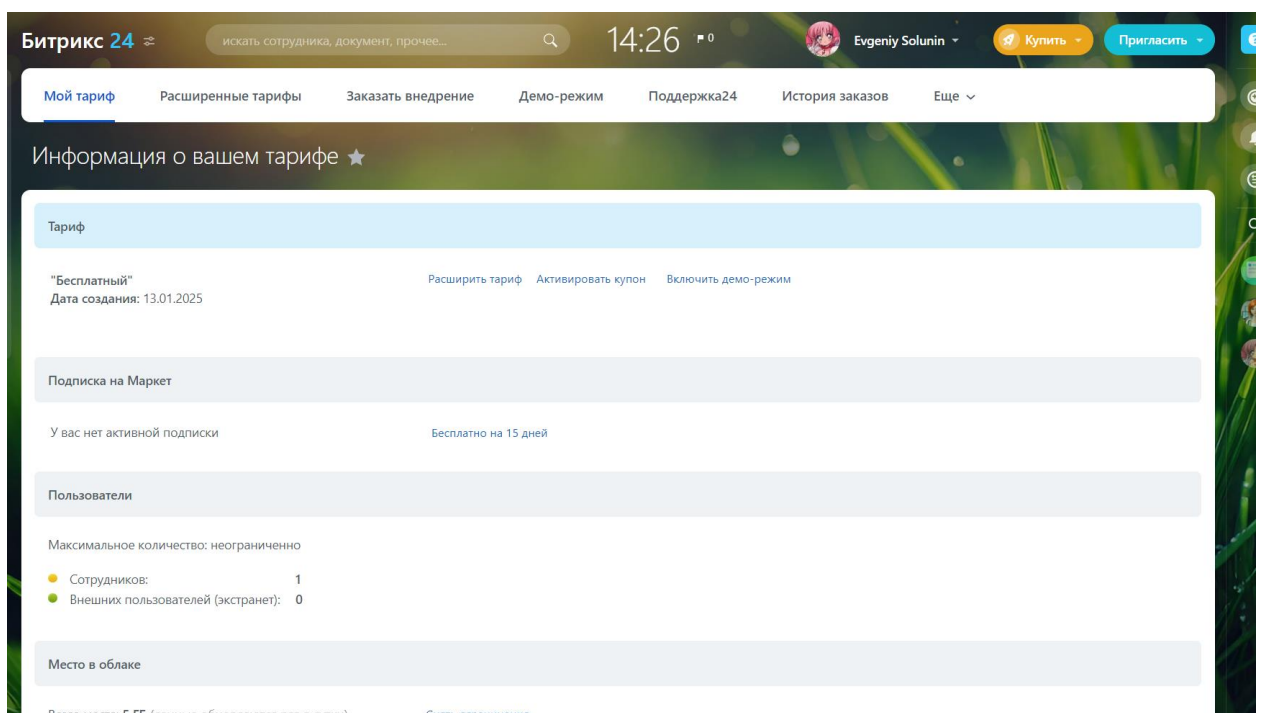 Битрикс 24
искать сотрудника, документ, прочее...
14:26
0
Evgeniy Solunin
Купить
Пригласить
Мой тариф Расширенные тарифы Заказать внедрение Демо-режим Поддержка24 История заказов Еще
Информация о вашем тарифе
Тариф
"Бесплатный" Расширить тариф Активировать купон Включить демо-режим
Дата создания: 13.01.2025
Подписка на Маркет
У вас нет активной подписки Бесплатно на 15 дней
Пользователи
Максимальное количество: неограниченно
Сотрудников: 1
Внешних пользователей (экстранет): 0
Место в облаке